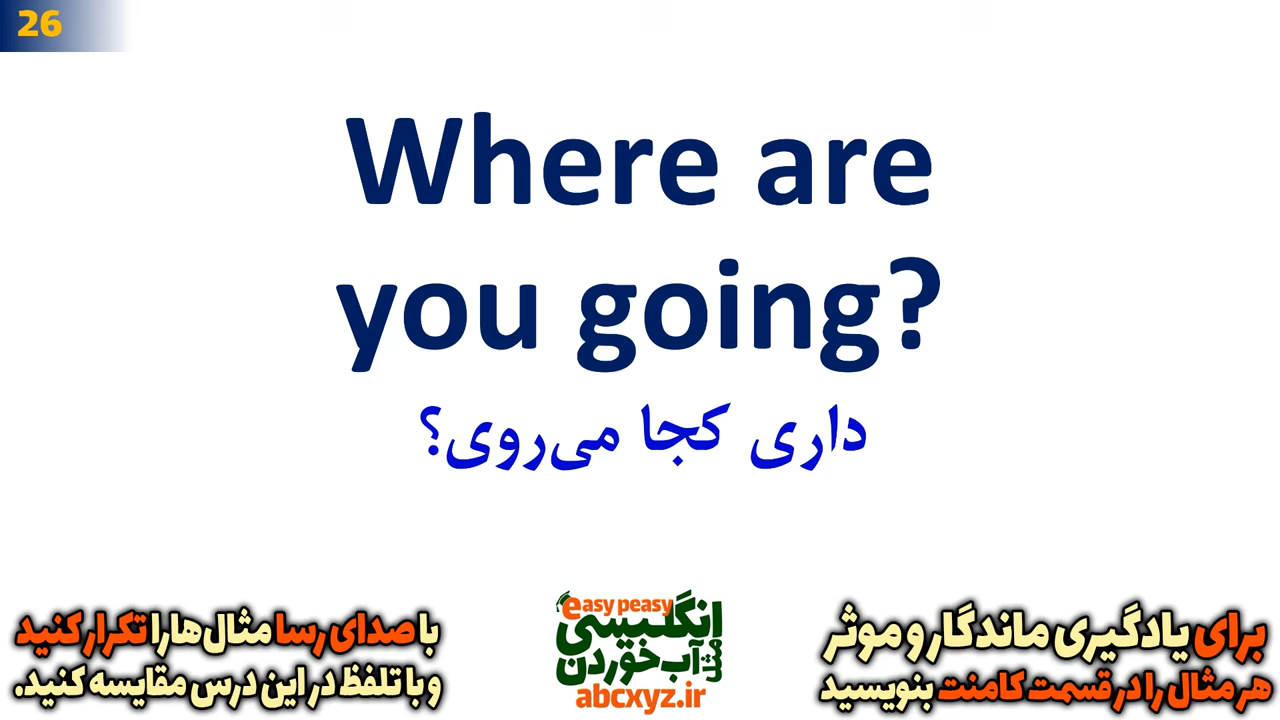 26
Where are
you going?
داری کجا می‌روی؟
برای یادگیری ماندگار و موثر
هر مثال را در قسمت کامنت بنویسید
easy peasy
انگلیسی
مثل آب خوردن
abcxyz.ir
با صدای رسا مثال‌ها را تکرار کنید
و با تلفظ در این درس مقایسه کنید.